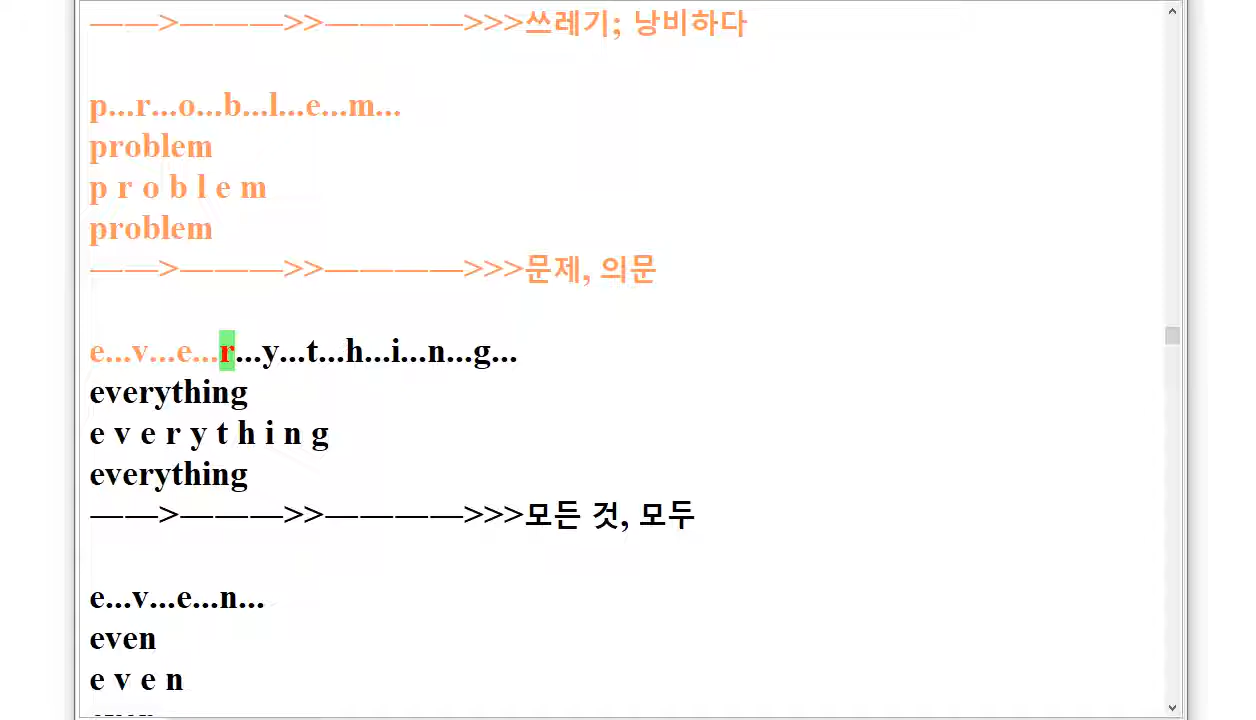 ——>———>>————>>>쓰레기; 낭비하다
p...r...o...b...l...e...m...
problem
p r o b l e m
problem
——>———>>————>>>문제, 의문
e...v...e...r...y...t...h...i...n...g...
everything
e v e r y t h i n g
everything
——>———>>————>>>모든 것, 모두
e...v...e...n...
even
e v e n